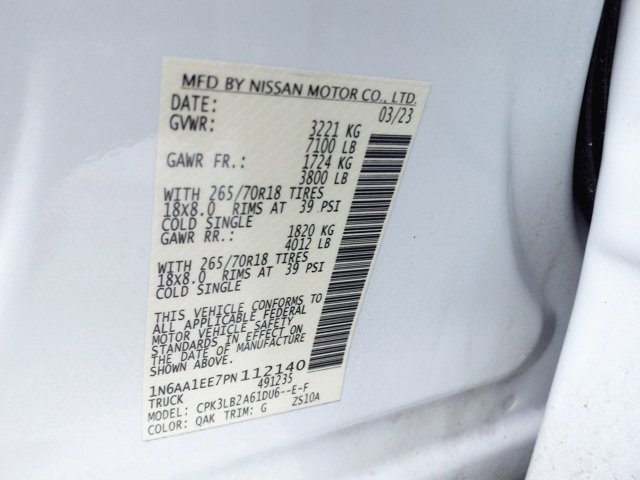 MFD BY NISSAN MOTOR CO., LTD.
DATE: 03/23
GVWR: 3221 KG
7100 LB
GAWR FR.: 1724 KG
3800 LB
WITH 265/70R18 TIRES
18X8.0 RIMS AT 39 PSI
COLD SINGLE
GAWR RR.: 1820 KG
4012 LB
WITH 265/70R18 TIRES
18X8.0 RIMS AT 39 PSI
COLD SINGLE
THIS VEHICLE CONFORMS TO
ALL APPLICABLE FEDERAL
MOTOR VEHICLE SAFETY
STANDARDS IN EFFECT ON
THE DATE OF MANUFACTURE
SHOWN ABOVE.
1N6AA1EE7PN112140
TRUCK 491235
MODEL: CPK3LB2A61DU6--E-F
COLOR: QAK TRIM: G ZS10A